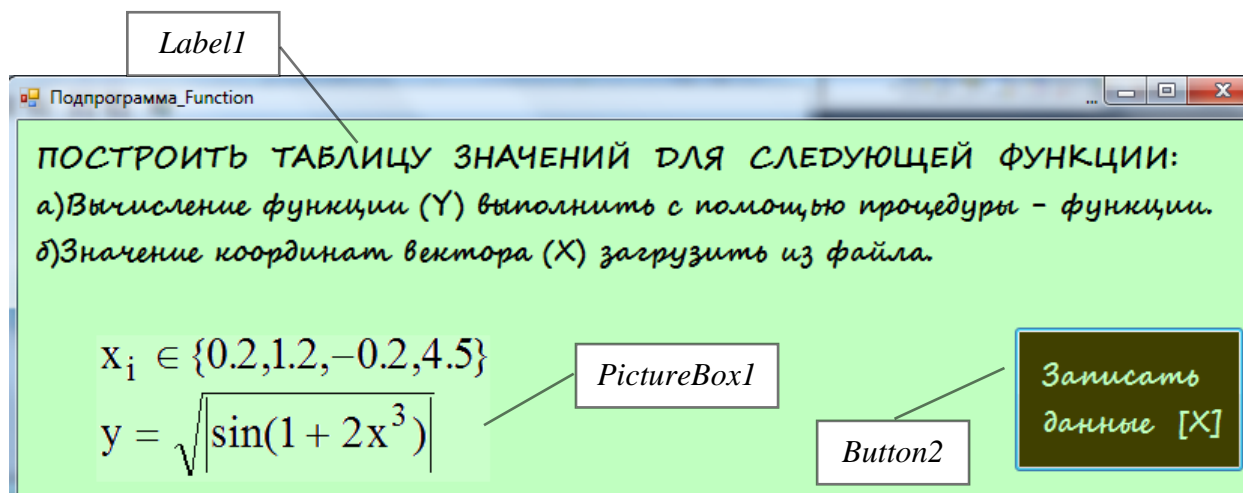 Label1
Подпрограмма_Function
...
ПОСТРОИТЬ ТАБЛИЦУ ЗНАЧЕНИЙ ДЛЯ СЛЕДУЮЩЕЙ ФУНКЦИИ:
а)Вычисление функции (Y) выполнить с помощью процедуры - функции.
б)Значение координат вектора (X) загрузить из файла.
x_i ∈ {0.2,1.2,−0.2,4.5}
y = √|sin(1 + 2x³)|
PictureBox1
Button2
Записать
данные [X]